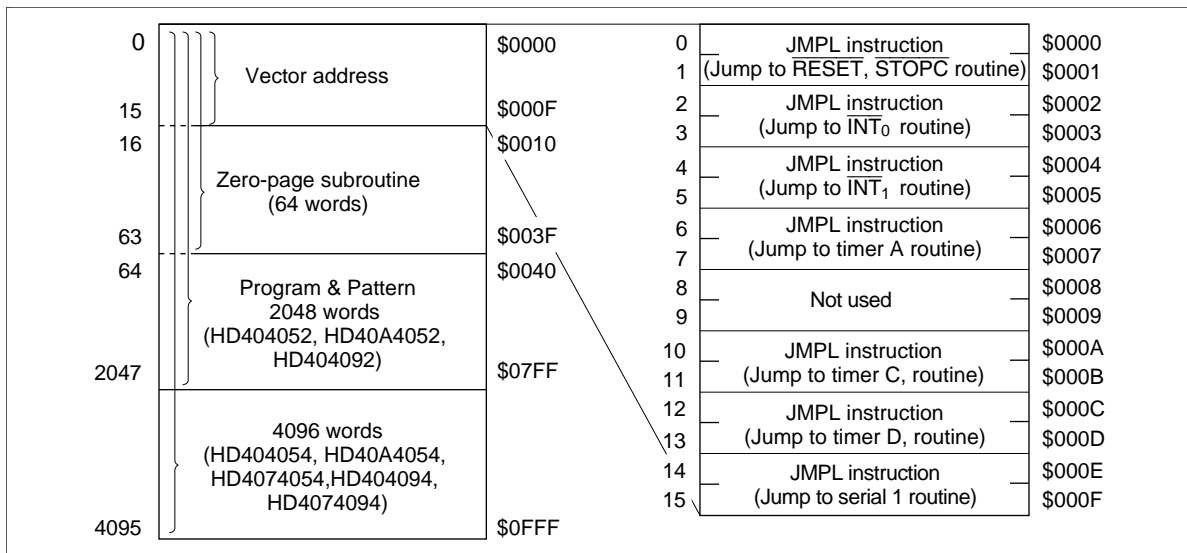 0
$0000
Vector address
15
$000F
16
$0010
Zero-page subroutine
(64 words)
63
$003F
64
$0040
Program & Pattern
2048 words
(HD404052, HD40A4052,
HD404092)
2047
$07FF
4096 words
(HD404054, HD40A4054,
HD4074054,HD404094,
HD4074094)
4095
$0FFF
0
JMPL instruction
$0000
1
(Jump to RESET, STOPC routine)
$0001
2
JMPL instruction
$0002
3
(Jump to INT0 routine)
$0003
4
JMPL instruction
$0004
5
(Jump to INT1 routine)
$0005
6
JMPL instruction
$0006
7
(Jump to timer A routine)
$0007
8
Not used
$0008
9
$0009
10
JMPL instruction
$000A
11
(Jump to timer C, routine)
$000B
12
JMPL instruction
$000C
13
(Jump to timer D, routine)
$000D
14
JMPL instruction
$000E
15
(Jump to serial 1 routine)
$000F